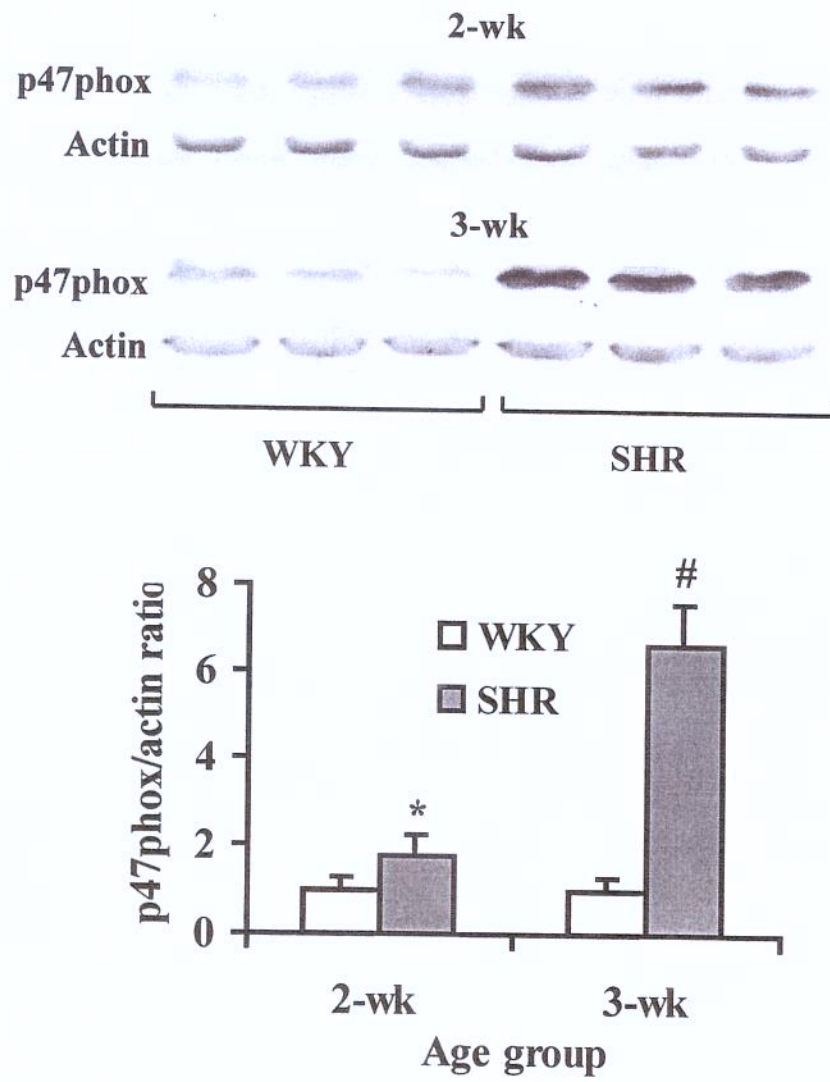 2-wk
p47phox
Actin
3-wk
p47phox
Actin
WKY SHR
8
#
WKY
SHR
6
4
*
2
0
p47phox/actin ratio
2-wk 3-wk
Age group